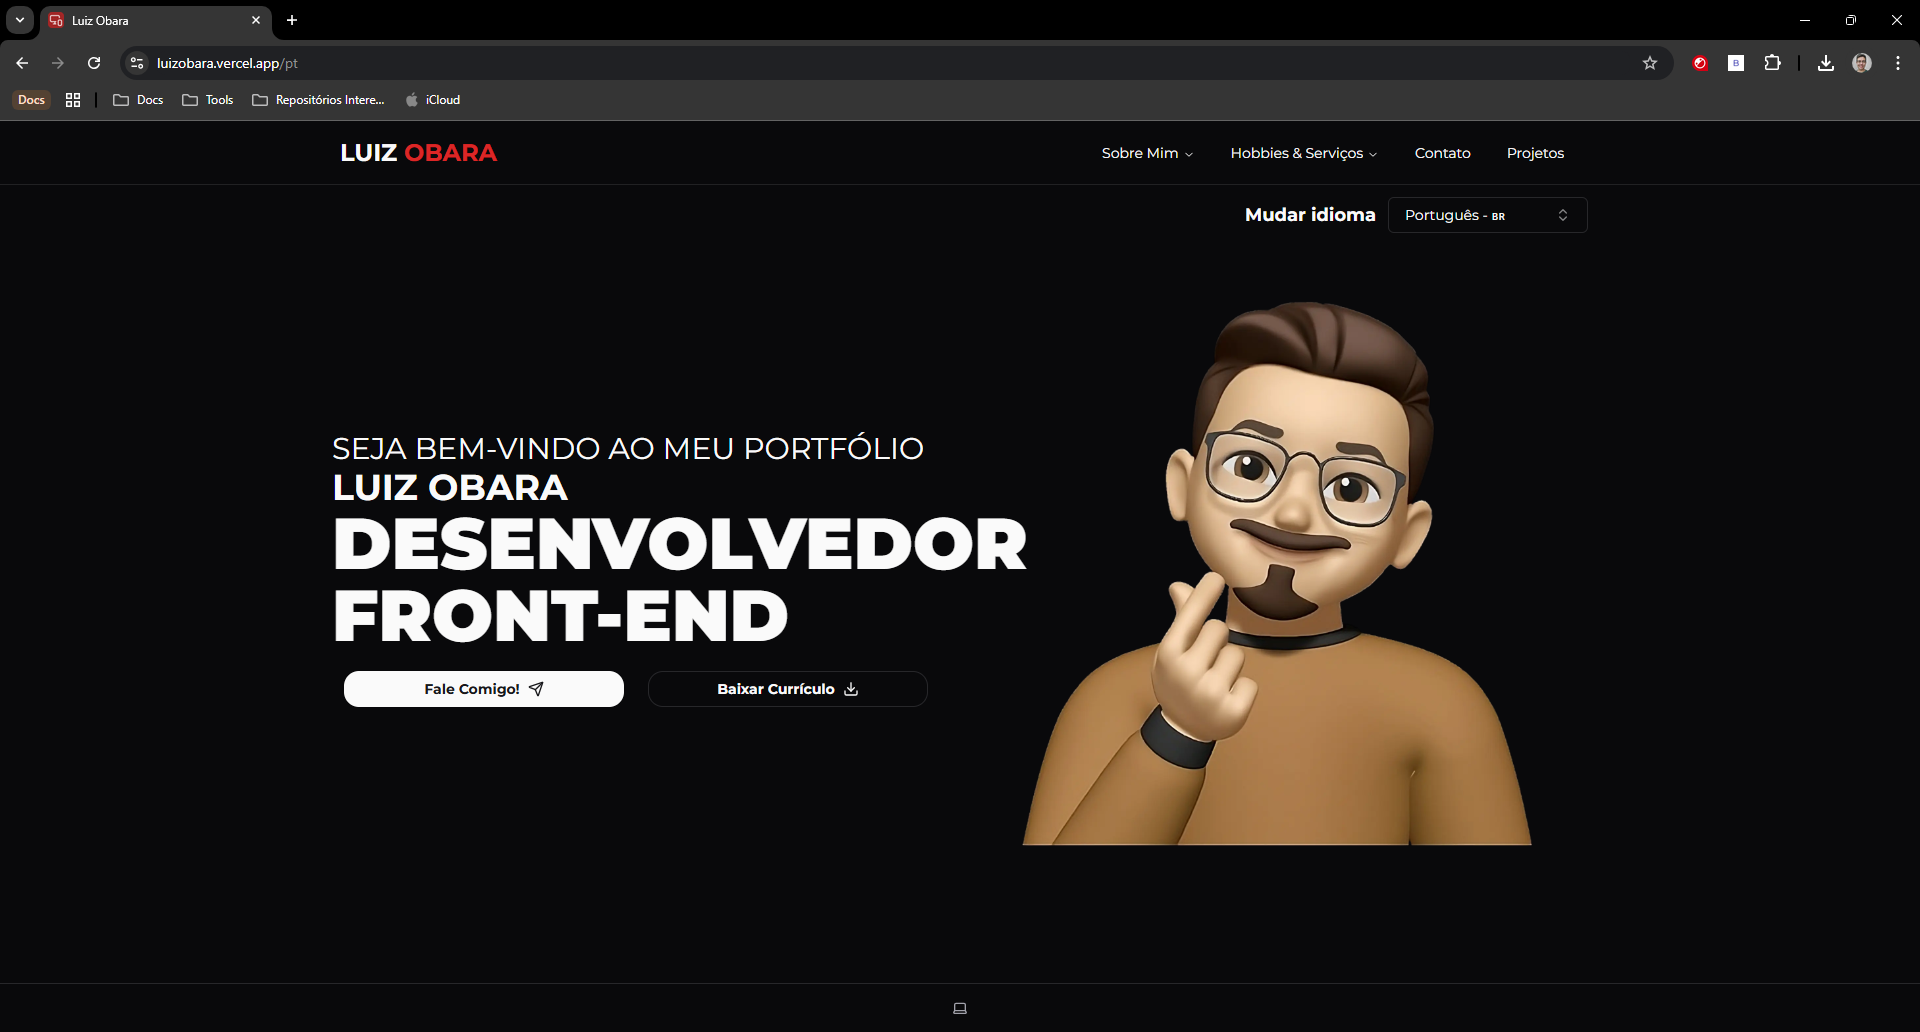 Luiz Obara
luizobara.vercel.app/pt
Docs Docs Tools Repositórios Intere... iCloud
LUIZ OBARA Sobre Mim Hobbies & Serviços Contato Projetos
Mudar idioma Português - BR
SEJA BEM-VINDO AO MEU PORTFÓLIO
LUIZ OBARA
DESENVOLVEDOR
FRONT-END
Fale Comigo! Baixar Currículo